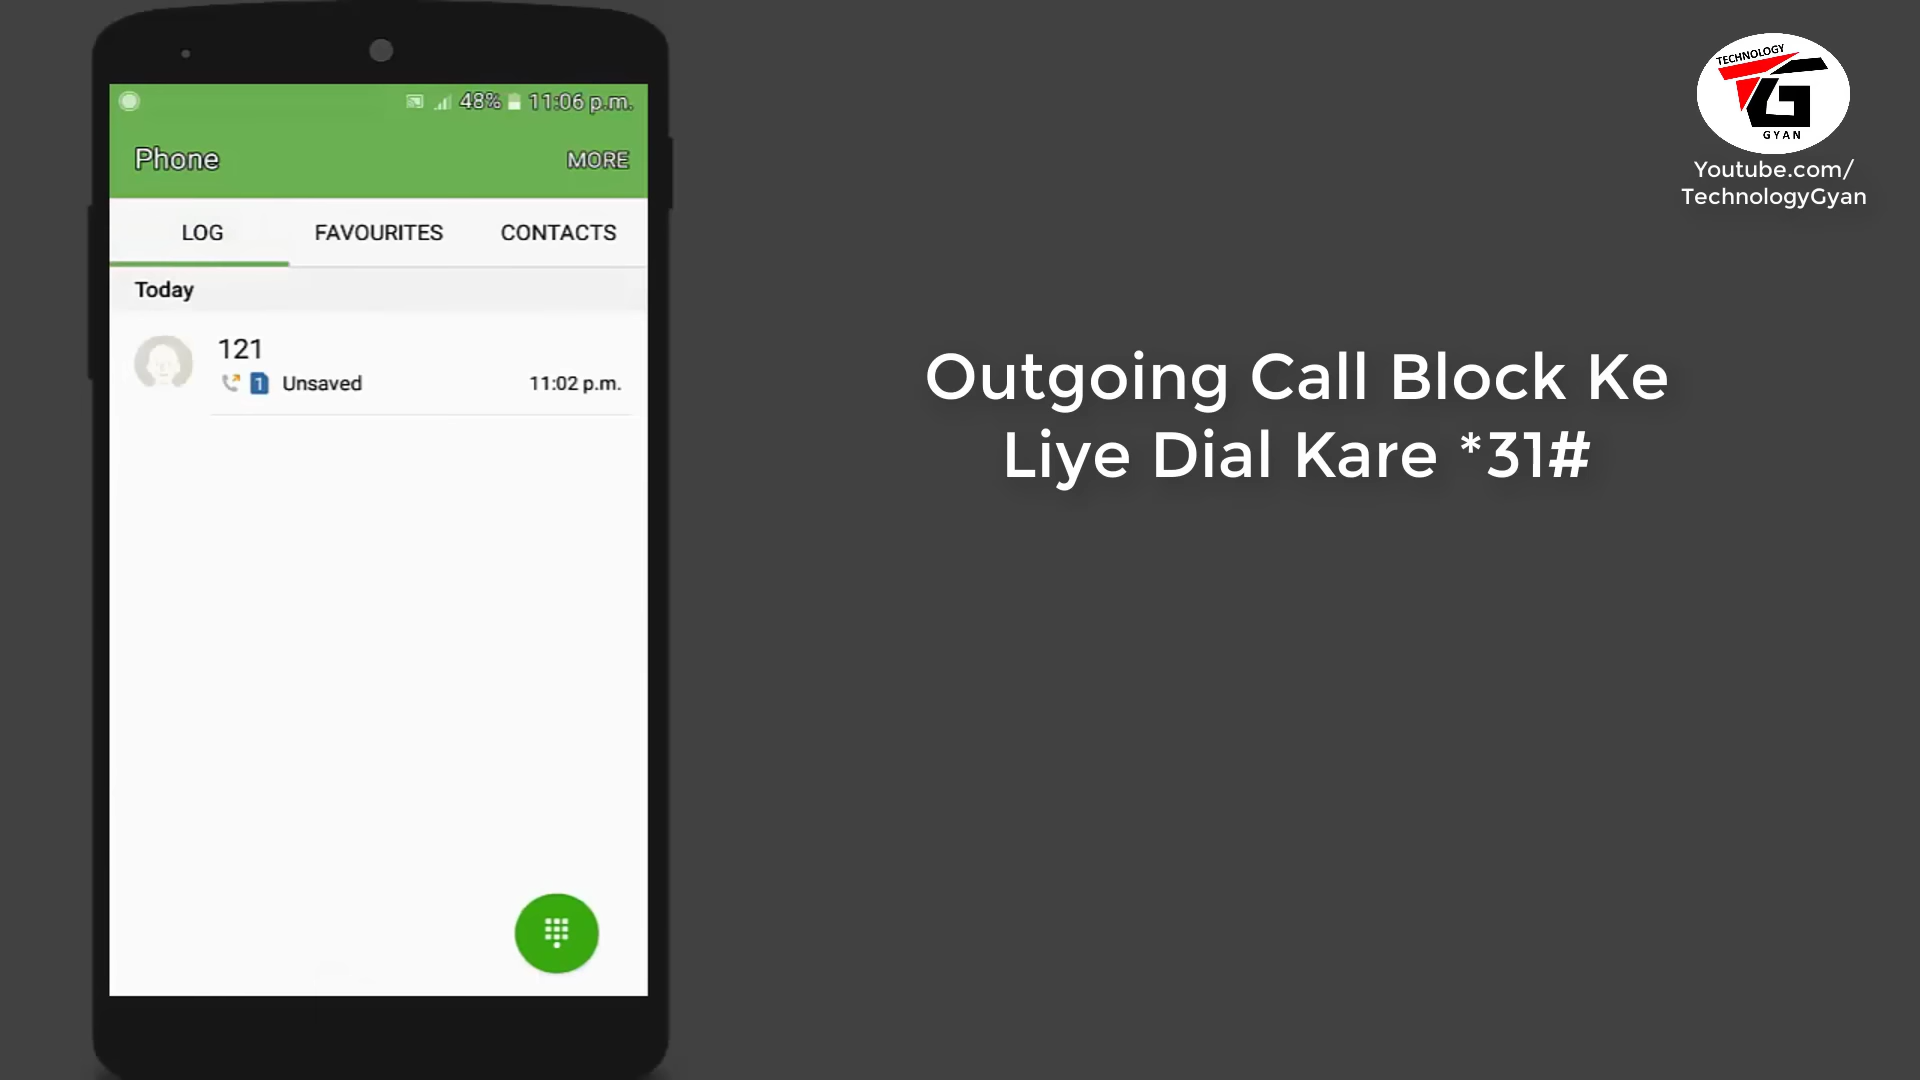 48% 11:06 p.m.
Phone MORE
LOG FAVOURITES CONTACTS
Today
121
1 Unsaved 11:02 p.m.
Outgoing Call Block Ke
Liye Dial Kare *31#
TECHNOLOGY
TG
GYAN
Youtube.com/
TechnologyGyan